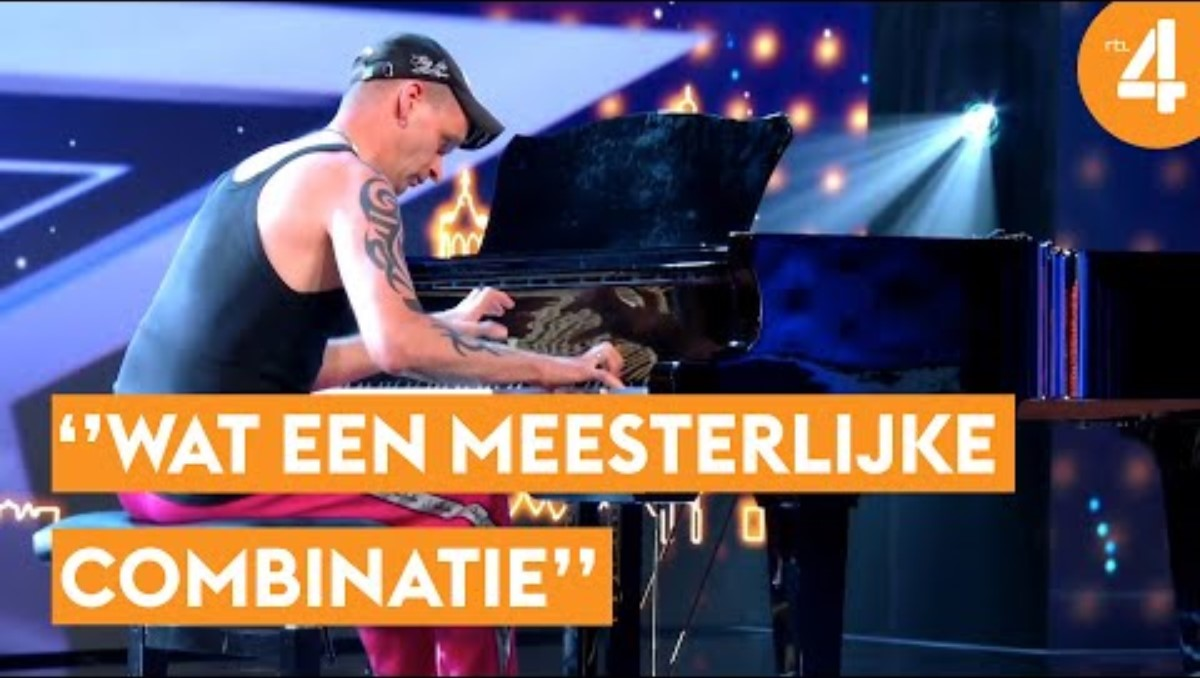 rtl
4
‘’WAT EEN MEESTERLIJKE
COMBINATIE’’